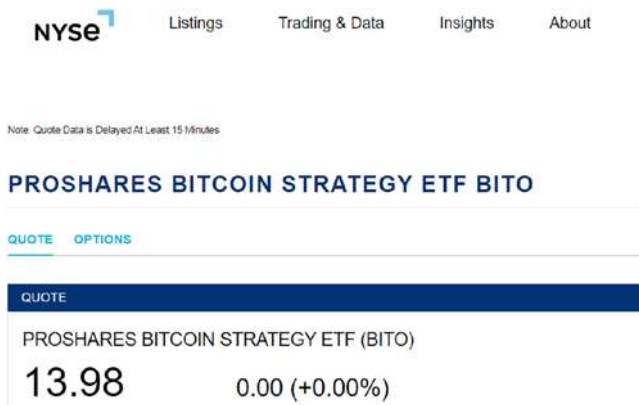 NYSE Listings Trading & Data Insights About
Note: Quote Data is Delayed At Least 15 Minutes
PROSHARES BITCOIN STRATEGY ETF BITO
QUOTE OPTIONS
QUOTE
PROSHARES BITCOIN STRATEGY ETF (BITO)
13.98 0.00 (+0.00%)